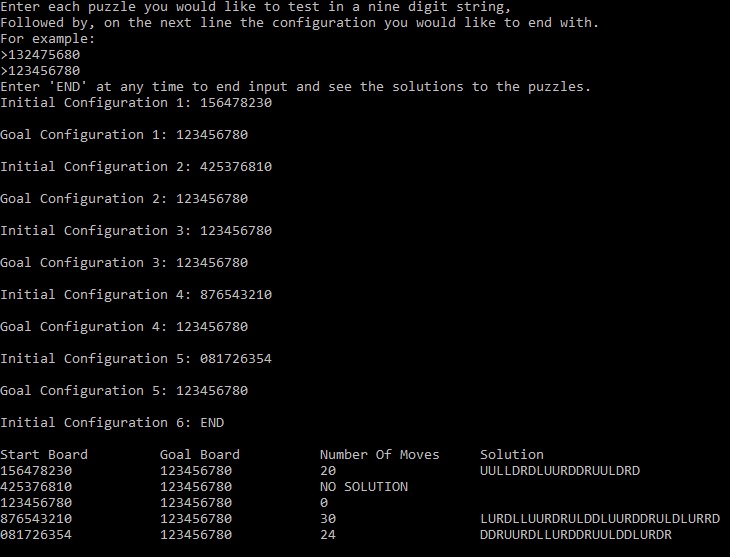 Enter each puzzle you would like to test in a nine digit string,
Followed by, on the next line the configuration you would like to end with.
For example:
>132475680
>123456780
Enter 'END' at any time to end input and see the solutions to the puzzles.
Initial Configuration 1: 156478230
Goal Configuration 1: 123456780
Initial Configuration 2: 425376810
Goal Configuration 2: 123456780
Initial Configuration 3: 123456780
Goal Configuration 3: 123456780
Initial Configuration 4: 876543210
Goal Configuration 4: 123456780
Initial Configuration 5: 081726354
Goal Configuration 5: 123456780
Initial Configuration 6: END
Start Board Goal Board Number Of Moves Solution
156478230 123456780 20 UULLDRDLUURDDRUULDRD
425376810 123456780 NO SOLUTION
123456780 123456780 0
876543210 123456780 30 LURDLLUURDRULDDLUURDDRULDLURRD
081726354 123456780 24 DDRUURDLLURDDRUULDDLURDR